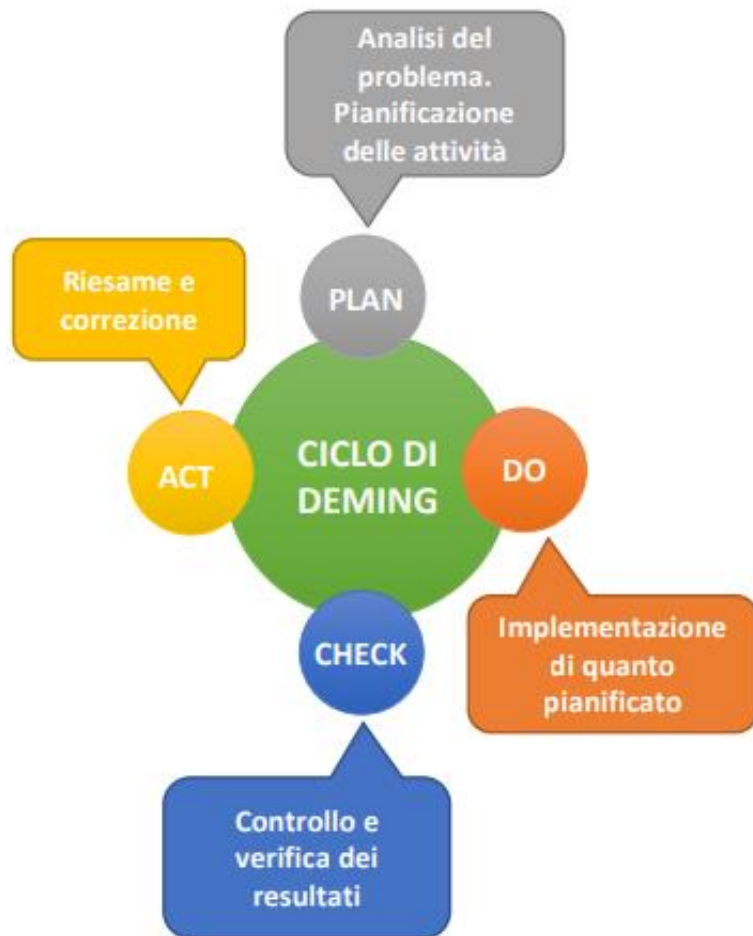 Analisi del
problema.
Pianificazione
delle attività
PLAN
Riesame e
correzione
ACT
CICLO DI
DEMING
DO
Implementazione
di quanto
pianificato
CHECK
Controllo e
verifica dei
resultati